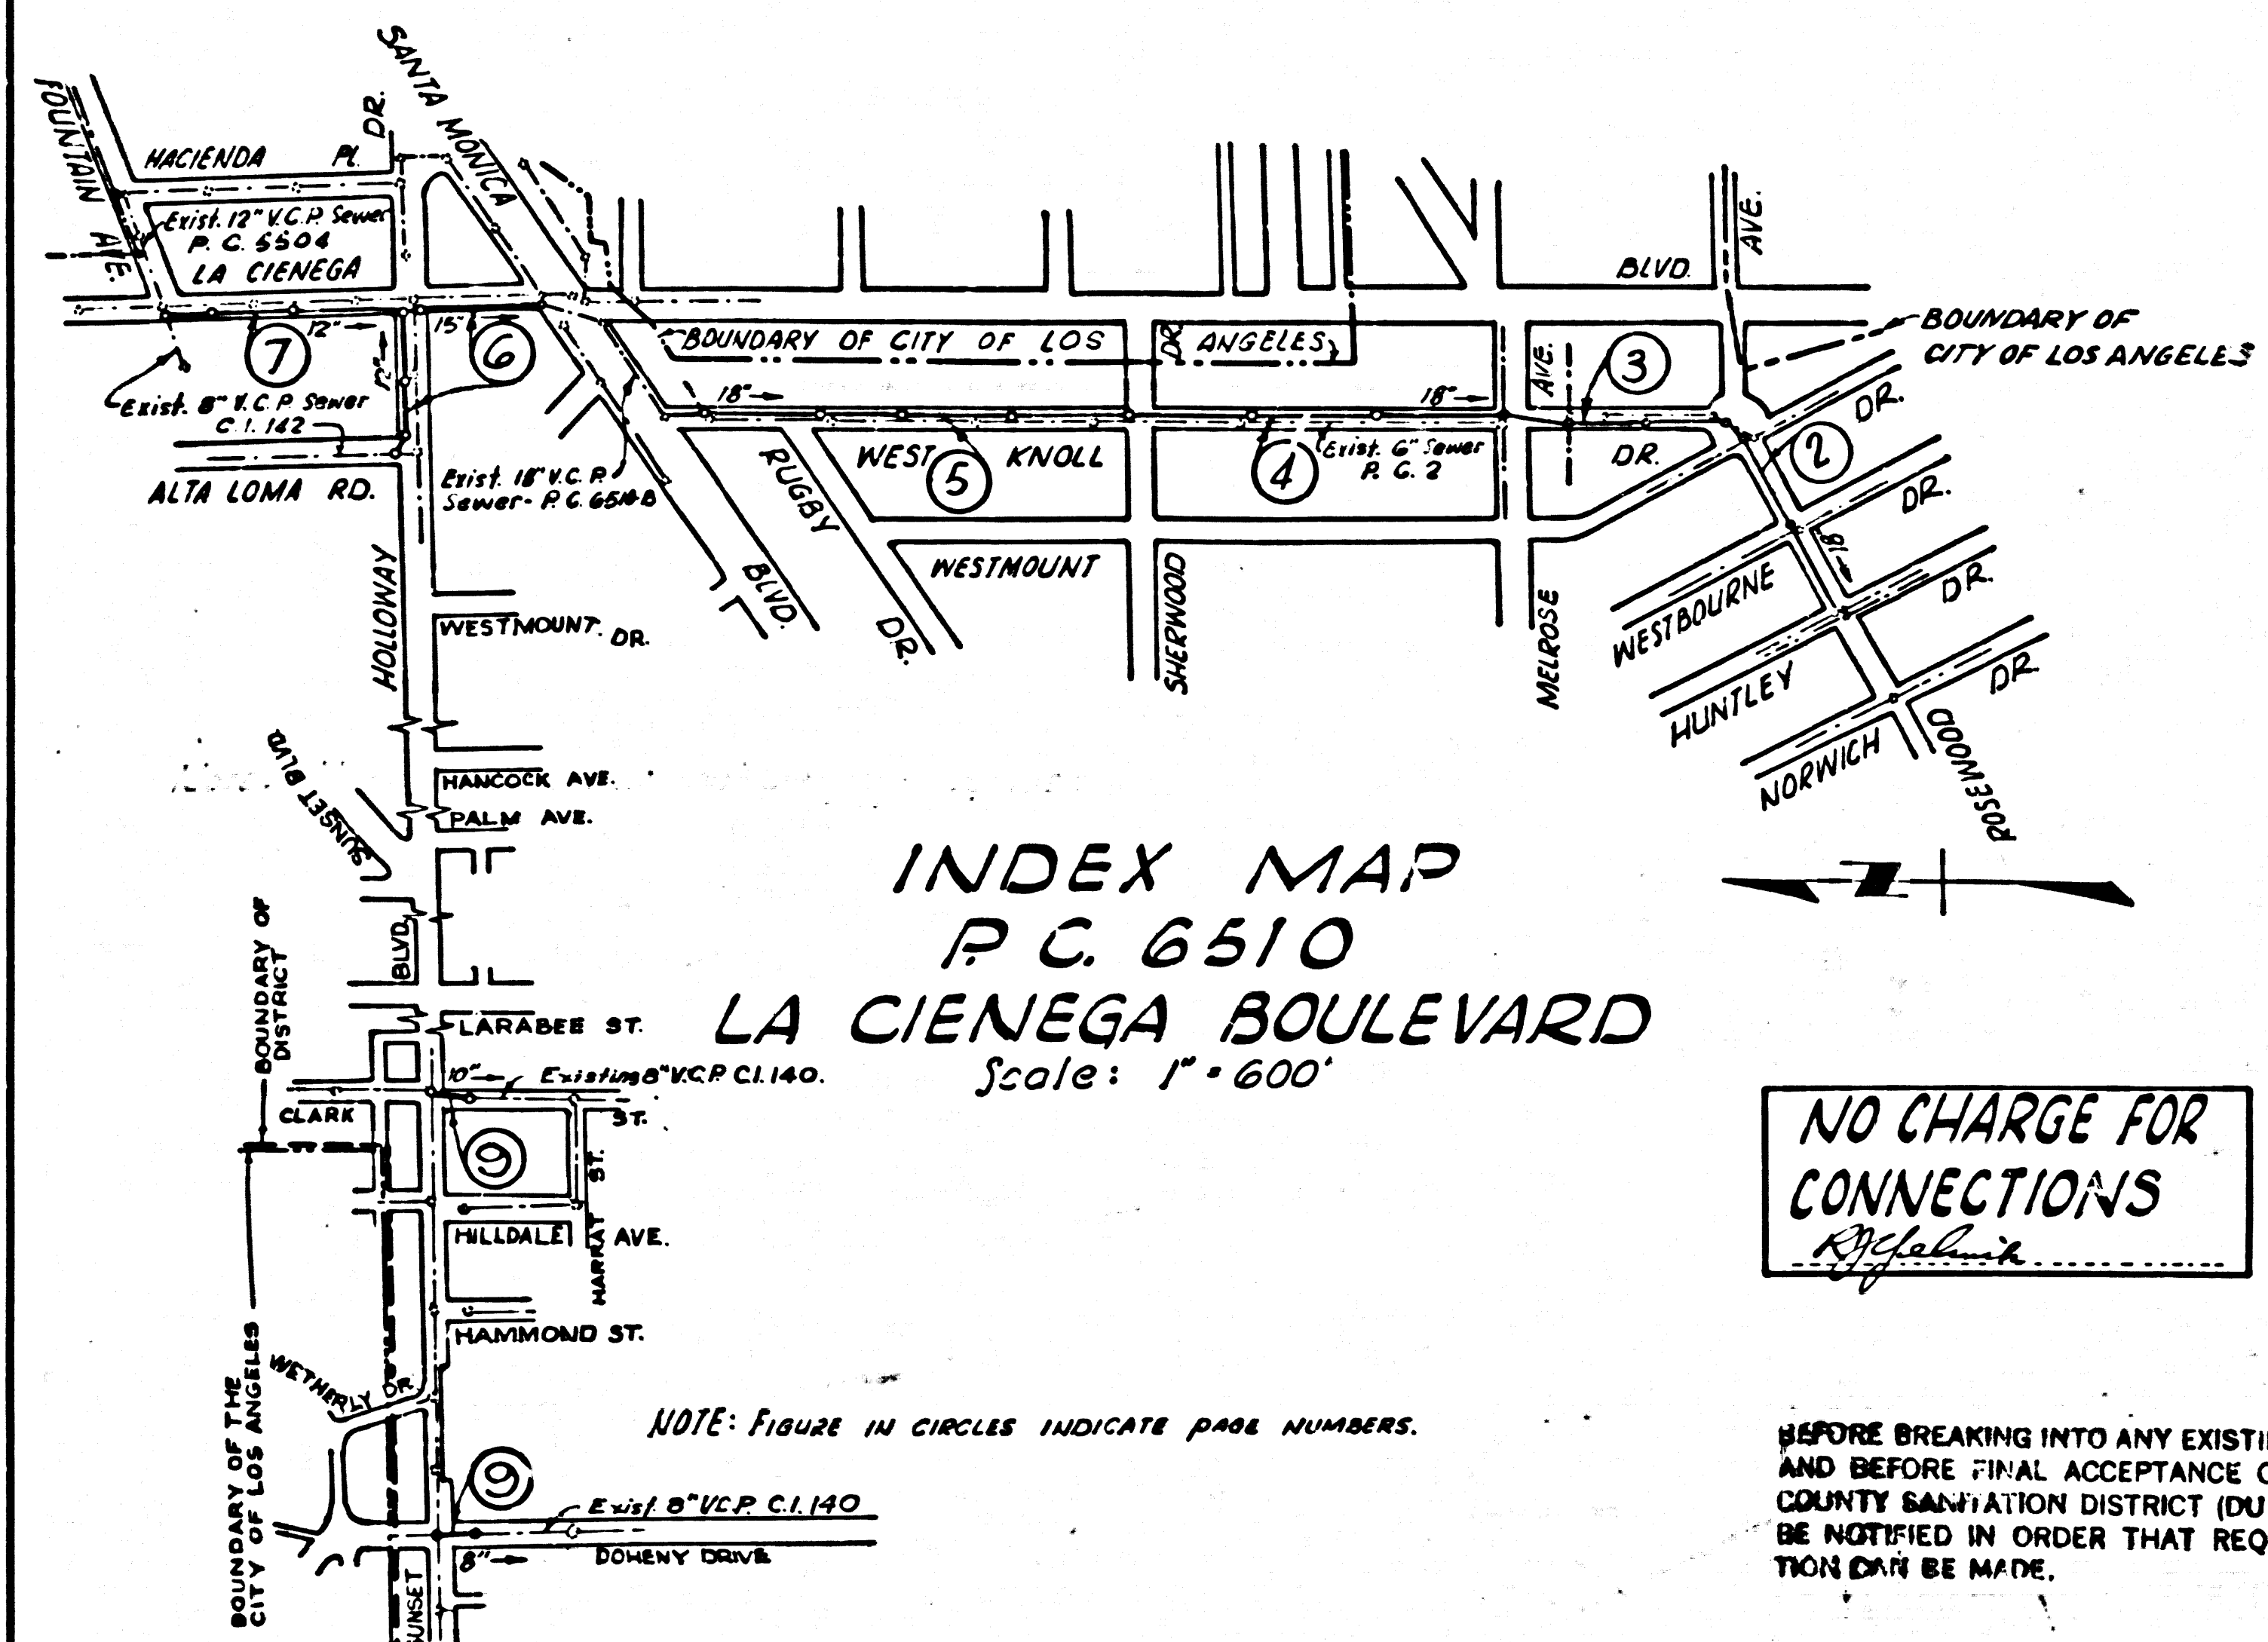 SANTA MONICA
FOUNTAIN AVE.
HACIENDA PL.
DR.
Exist. 12" V.C.P. Sewer
P. C. 5504
LA CIENEGA
BLVD.
AVE.
BOUNDARY OF CITY OF LOS ANGELES
BOUNDARY OF
CITY OF LOS ANGELES
7
12"
15"
6
12"
DR.
AVE.
3
Exist. 8" V.C.P. Sewer
C.I. 142
18"
18"
DR.
ALTA LOMA RD.
Exist. 18" V.C.P.
Sewer - P.C. 6510-B
RUGBY DR.
WEST KNOLL DR.
5
4
Exist. 6" Sewer
P. C. 2
2
DR.
18"
BLVD.
WESTMOUNT
SHERWOOD
MELROSE
WESTBOURNE
DR.
HUNTLEY
DR.
NORWICH
ROSEWOOD
HOLLOWAY
WESTMOUNT DR.
SUNSET BLVD
HANCOCK AVE.
PALM AVE.
INDEX MAP
P. C. 6510
LA CIENEGA BOULEVARD
Scale: 1" = 600'
BOUNDARY OF
DISTRICT
BLVD.
LARABEE ST.
10"
Existing 8" V.C.P. C.I. 140.
CLARK
ST.
9
ST.
HILLDALE AVE.
HARRAT
HAMMOND ST.
NO CHARGE FOR
CONNECTIONS
BOUNDARY OF THE
CITY OF LOS ANGELES
WETHERLY DR.
NOTE: FIGURE IN CIRCLES INDICATE PAGE NUMBERS.
9
Exist. 8" V.C.P. C.I. 140
8"
DOHENY DRIVE
SUNSET
BEFORE BREAKING INTO ANY EXISTI
AND BEFORE FINAL ACCEPTANCE O
COUNTY SANITATION DISTRICT (DU
BE NOTIFIED IN ORDER THAT REQ
TION CAN BE MADE.